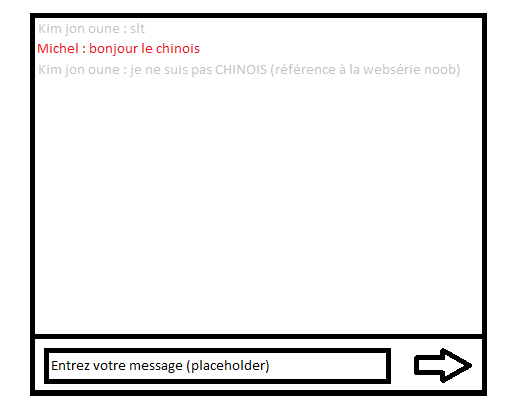 Kim jon oune : slt
Michel : bonjour le chinois
Kim jon oune : je ne suis pas CHINOIS (référence à la websérie noob)
Entrez votre message (placeholder)